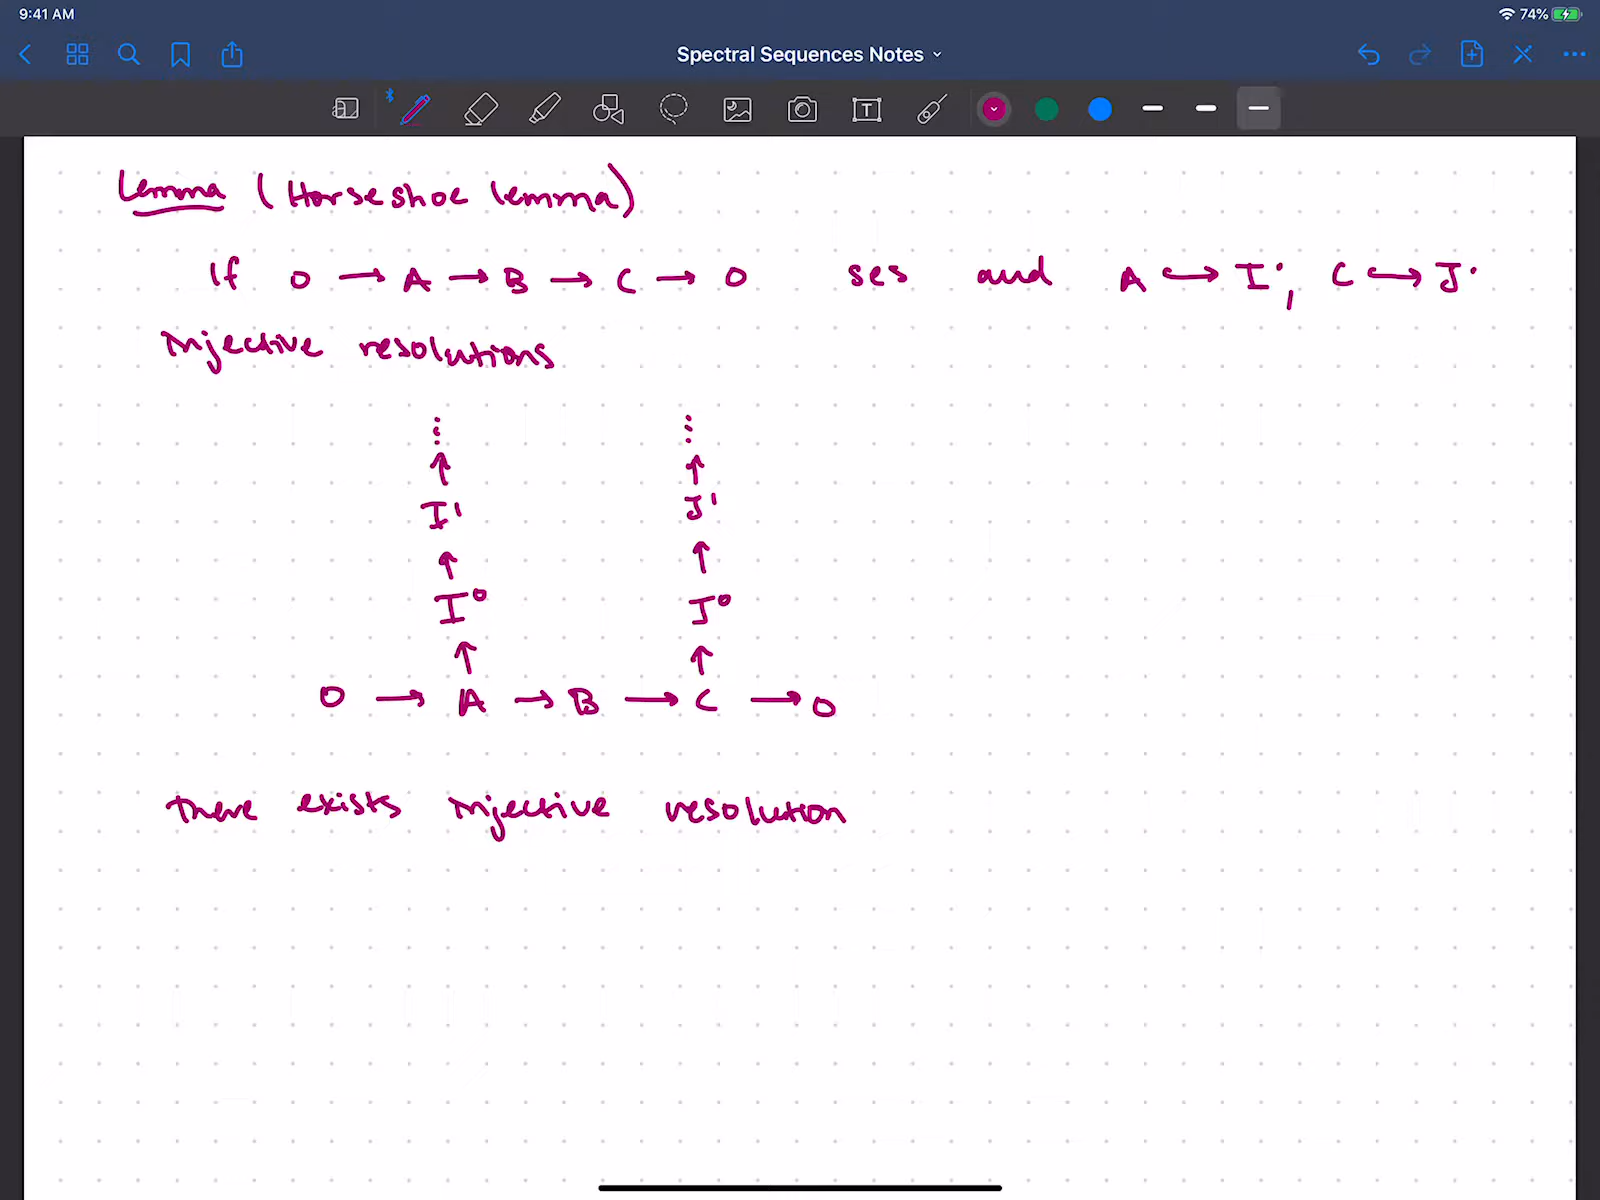 9:41 AM
74%
Spectral Sequences Notes
T
Lemma (Horseshoe lemma)
If 0 → A → B → C → 0 ses and A ↪ I˙, C ↪ J˙
injective resolutions
⋮ ⋮
↑ ↑
I¹ J¹
↑ ↑
I⁰ J⁰
↑ ↑
0 → A → B → C → 0
there exists injective resolution